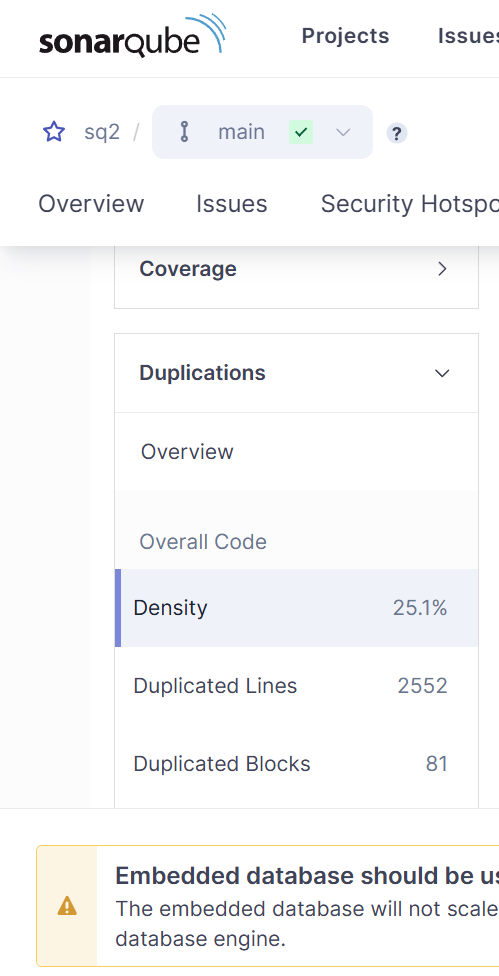 sonarqube Projects Issues
sq2 / main ?
Overview Issues Security Hotspo
Coverage
Duplications
Overview
Overall Code
Density 25.1%
Duplicated Lines 2552
Duplicated Blocks 81
Embedded database should be us
The embedded database will not scale
database engine.